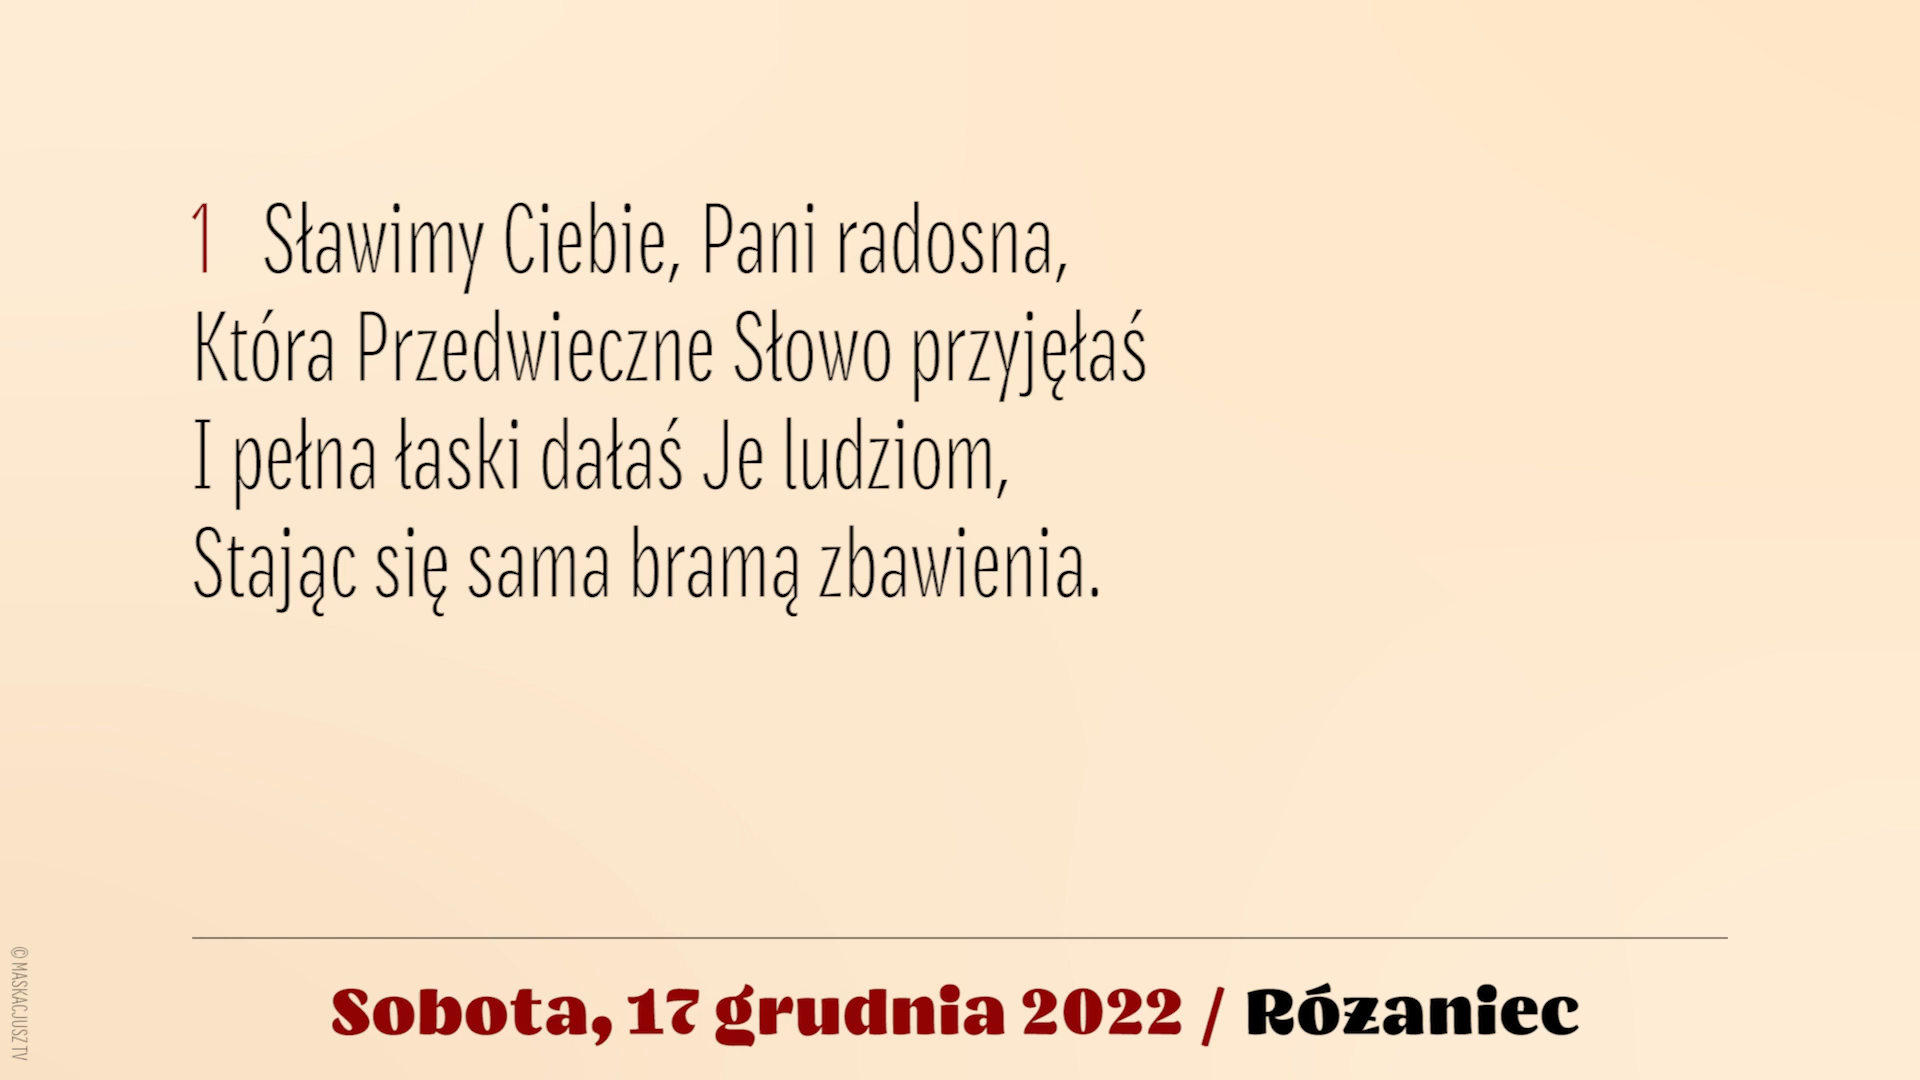 1 Sławimy Ciebie, Pani radosna,
Która Przedwieczne Słowo przyjęłaś
I pełna łaski dałaś Je ludziom,
Stając się sama bramą zbawienia.
Sobota, 17 grudnia 2022 / Różaniec
© MASKACJUSZ TV